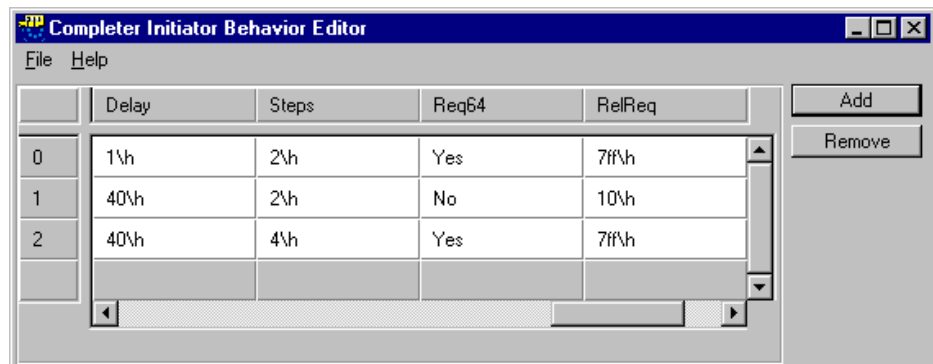 Completer Initiator Behavior Editor
File Help
Delay Steps Req64 RelReq Add
Remove
0 1\h 2\h Yes 7ff\h
1 40\h 2\h No 10\h
2 40\h 4\h Yes 7ff\h